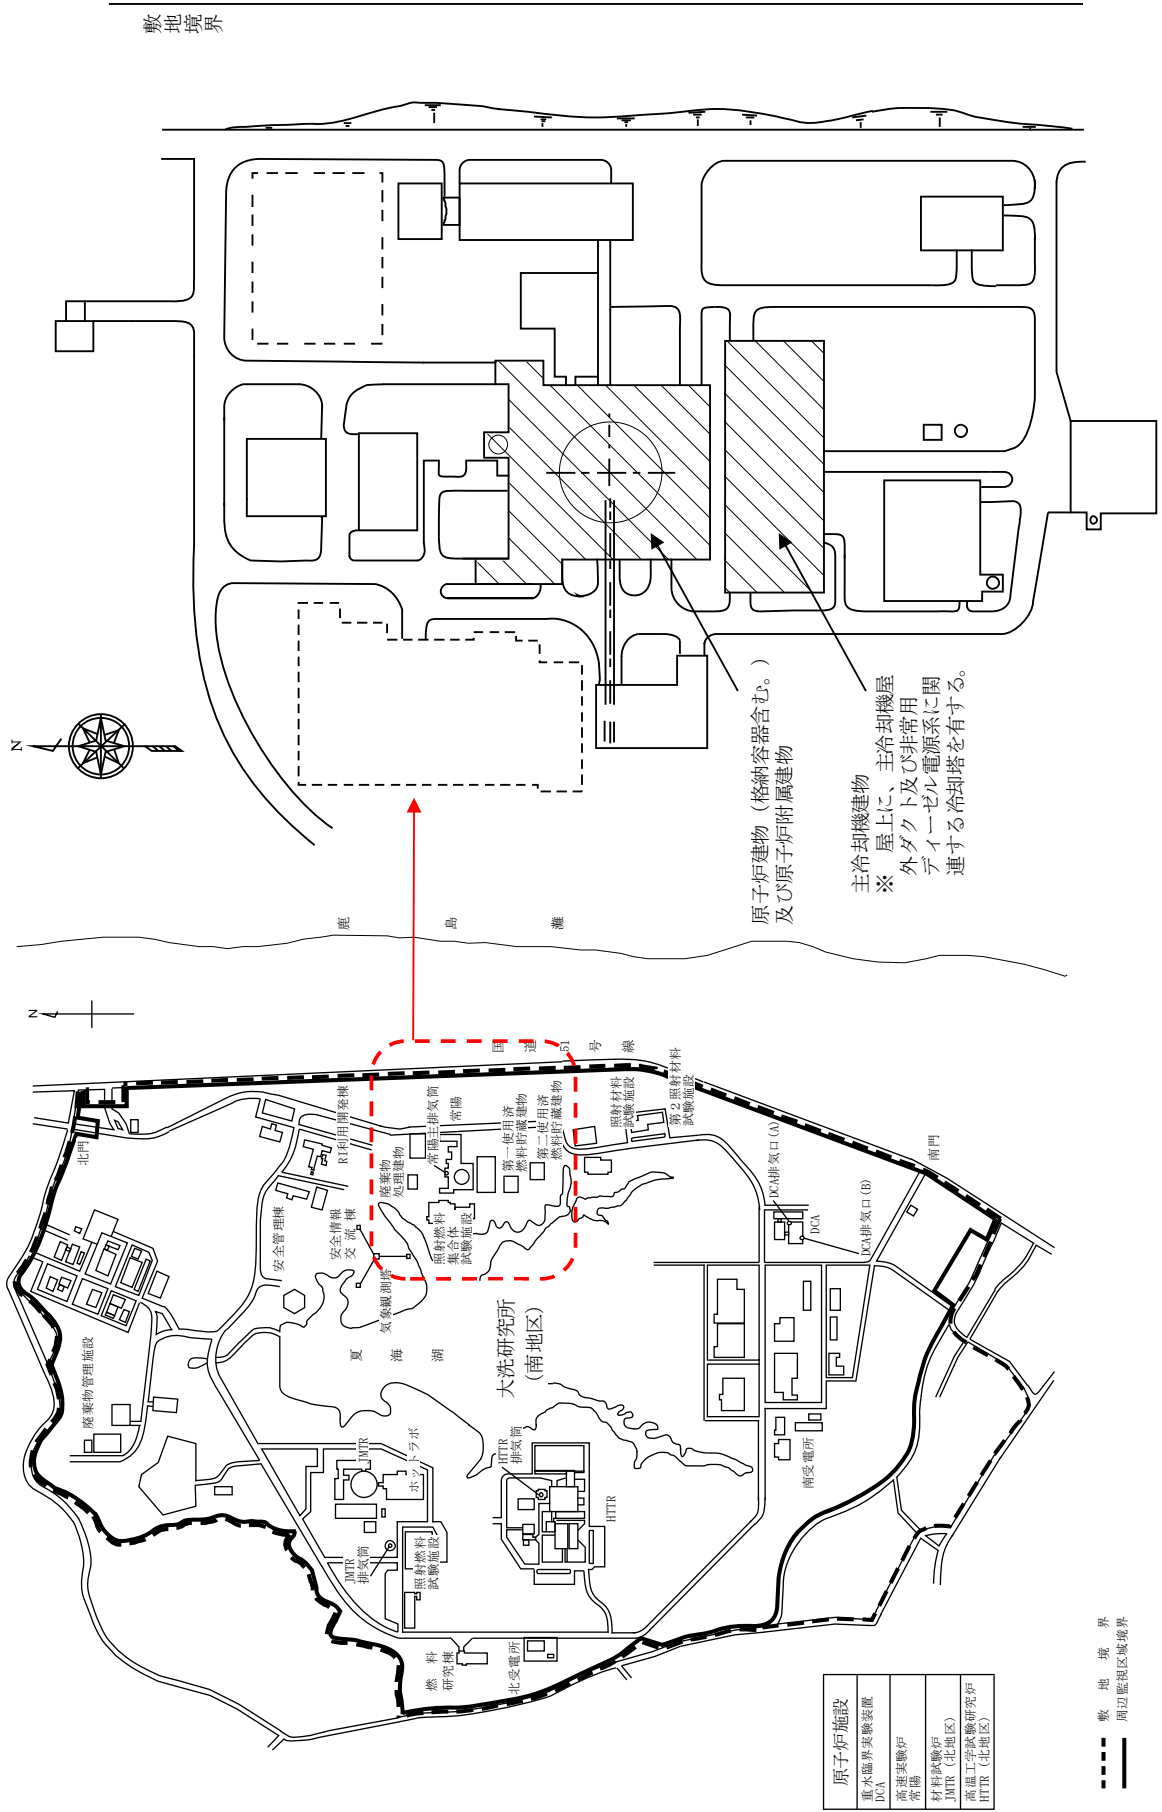 敷地境界
N
原子炉建物（格納容器含む。）
及び原子炉附属建物
主冷却機建物
※ 屋上に、主冷却機屋
外ダクト及び非常用
ディーゼル電源系に関
連する冷却塔を有する。
鹿島灘
N
国道51号線
北門
RI利用開発棟
常陽主排気筒
常陽
廃棄物
処理建物
第一使用済
燃料貯蔵建物
第二使用済
燃料貯蔵建物
照射材料
試験施設
第２照射材料
試験施設
安全管理棟
安全情報
交流棟
照射燃料
集合体
試験施設
気象観測塔
DCA排気口(A)
DCA
DCA排気口(B)
南門
廃棄物管理施設
夏海湖
大洗研究所
(南地区)
JMTR
ホットラボ
HTTR
排気筒
HTTR
南受電所
JMTR
排気筒
照射燃料
試験施設
燃料
研究棟
北受電所
原子炉施設
重水臨界実験装置
DCA
高速実験炉
常陽
材料試験炉
JMTR (北地区)
高温工学試験研究炉
HTTR (北地区)
敷地境界
周辺監視区域境界